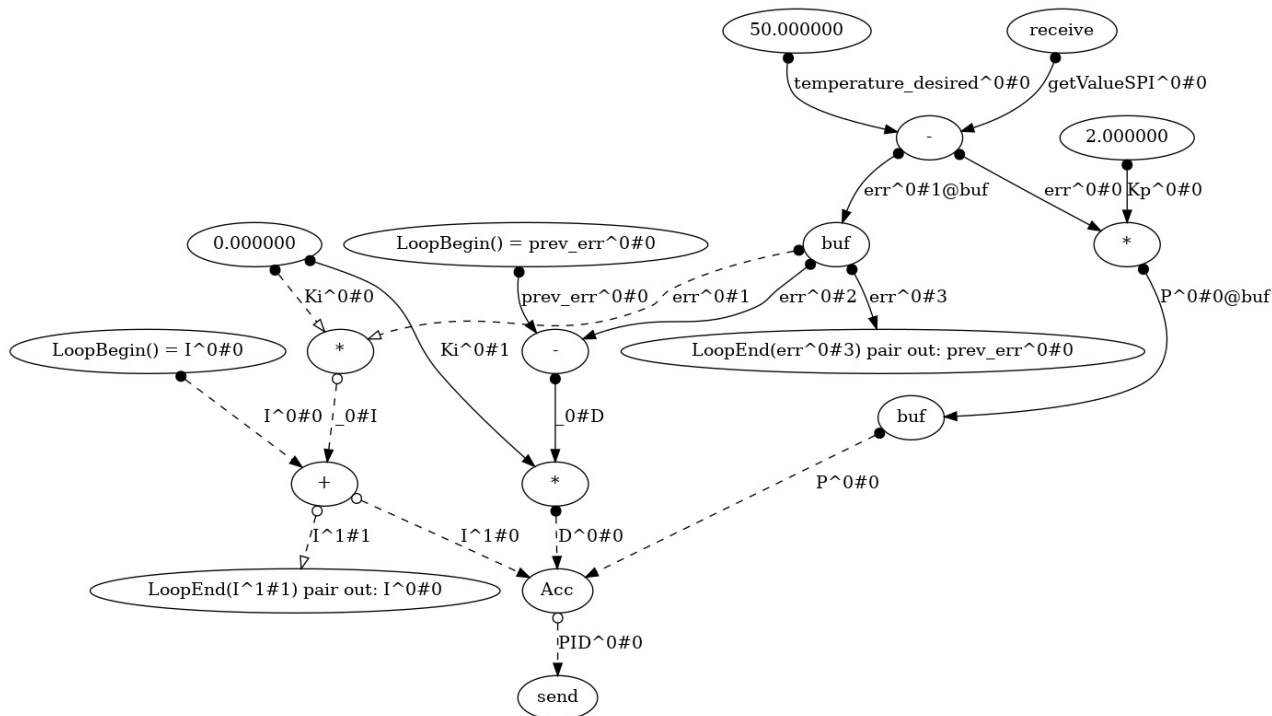 50.000000
receive
temperature_desired^0#0
getValueSPI^0#0
-
2.000000
err^0#1@buf
err^0#0
Kp^0#0
0.000000
LoopBegin() = prev_err^0#0
buf
*
Ki^0#0
prev_err^0#0
err^0#1
err^0#2
err^0#3
P^0#0@buf
LoopBegin() = I^0#0
*
Ki^0#1
-
LoopEnd(err^0#3) pair out: prev_err^0#0
I^0#0
_0#I
_0#D
buf
+
*
P^0#0
I^1#1
I^1#0
D^0#0
LoopEnd(I^1#1) pair out: I^0#0
Acc
PID^0#0
send